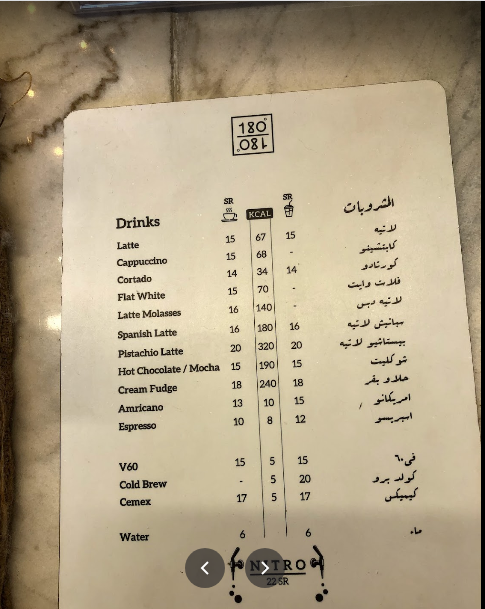 180°
180°
SR SR
KCAL
Drinks المشروبات
Latte 15 67 15 لاتيه
Cappuccino 15 68 - كابتشينو
Cortado 14 34 14 كورتادو
Flat White 15 70 - فلات وايت
Latte Molasses 16 140 - لاتيه دبس
Spanish Latte 16 180 16 سبانيش لاتيه
Pistachio Latte 20 320 20 بيستاشيو لاتيه
Hot Chocolate / Mocha 15 190 15 شوكليت
Cream Fudge 18 240 18 حلاو بقر
Amricano 13 10 15 امريكانو
Espresso 10 8 12 اسبريسو
V60 15 5 15 في٦٠
Cold Brew - 5 20 كولد برو
Cemex 17 5 17 كيميكس
Water 6 6 ماء
NITRO
22 SR